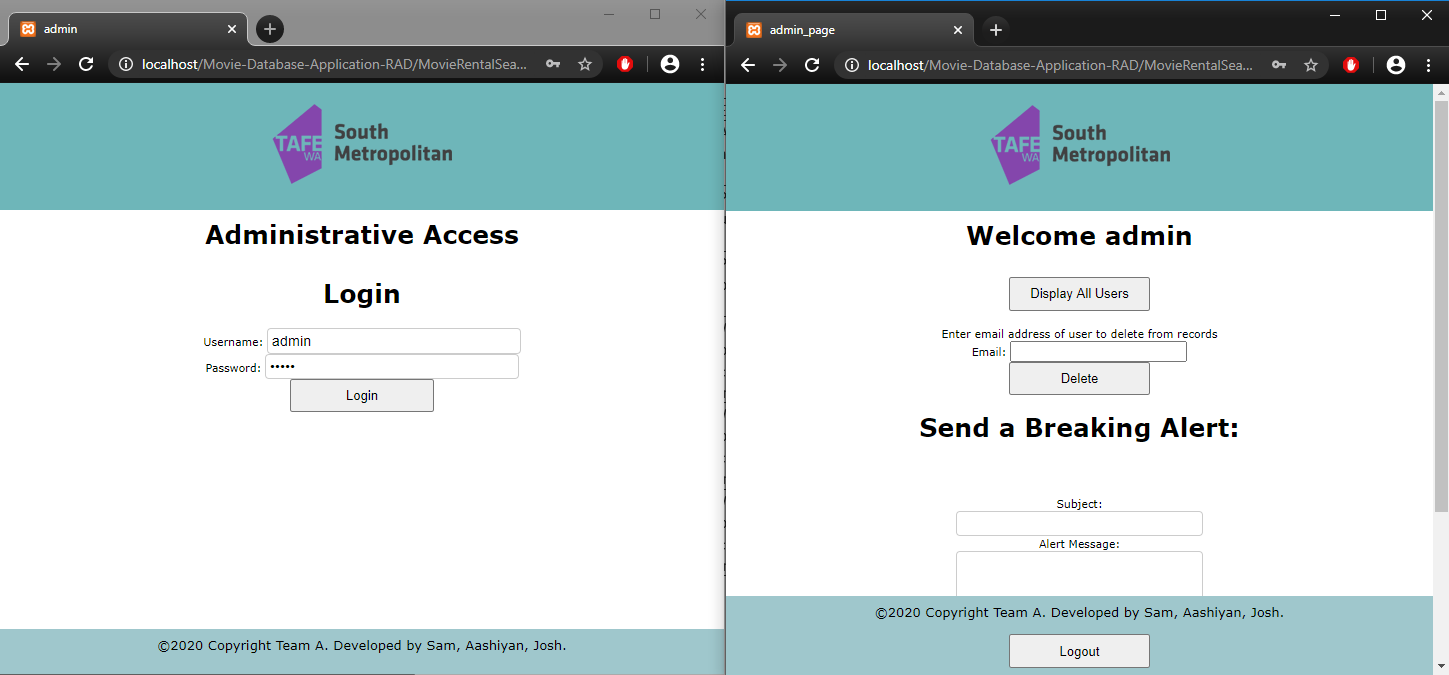 admin
localhost/Movie-Database-Application-RAD/MovieRentalSea...
TAFE
WA
South
Metropolitan
Administrative Access
Login
Username: admin
Password: •••••
Login
©2020 Copyright Team A. Developed by Sam, Aashiyan, Josh.
admin_page
localhost/Movie-Database-Application-RAD/MovieRentalSea...
TAFE
WA
South
Metropolitan
Welcome admin
Display All Users
Enter email address of user to delete from records
Email:
Delete
Send a Breaking Alert:
Subject:
Alert Message:
©2020 Copyright Team A. Developed by Sam, Aashiyan, Josh.
Logout